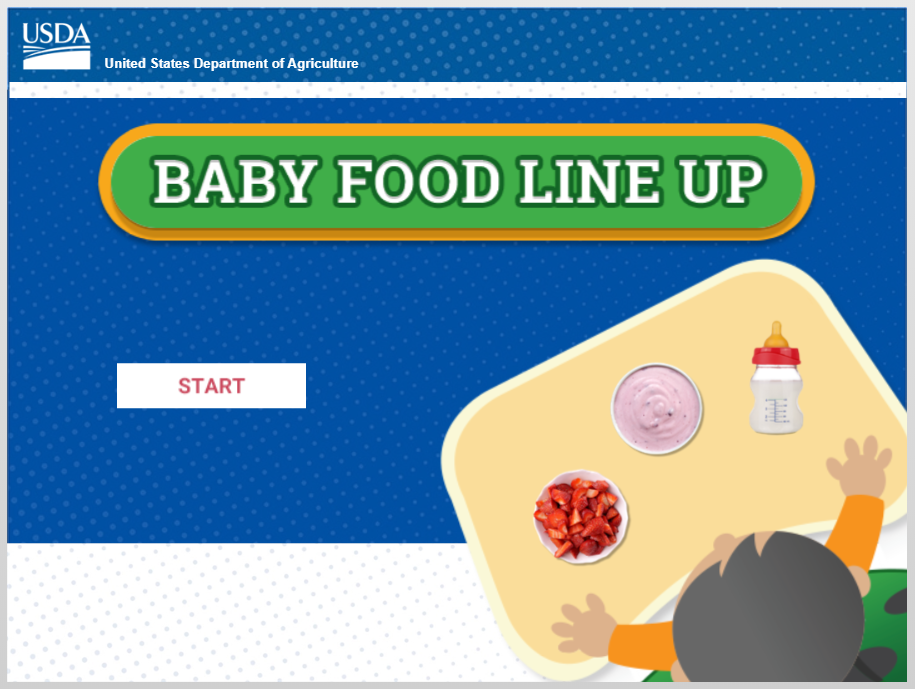 USDA
United States Department of Agriculture
BABY FOOD LINE UP
START